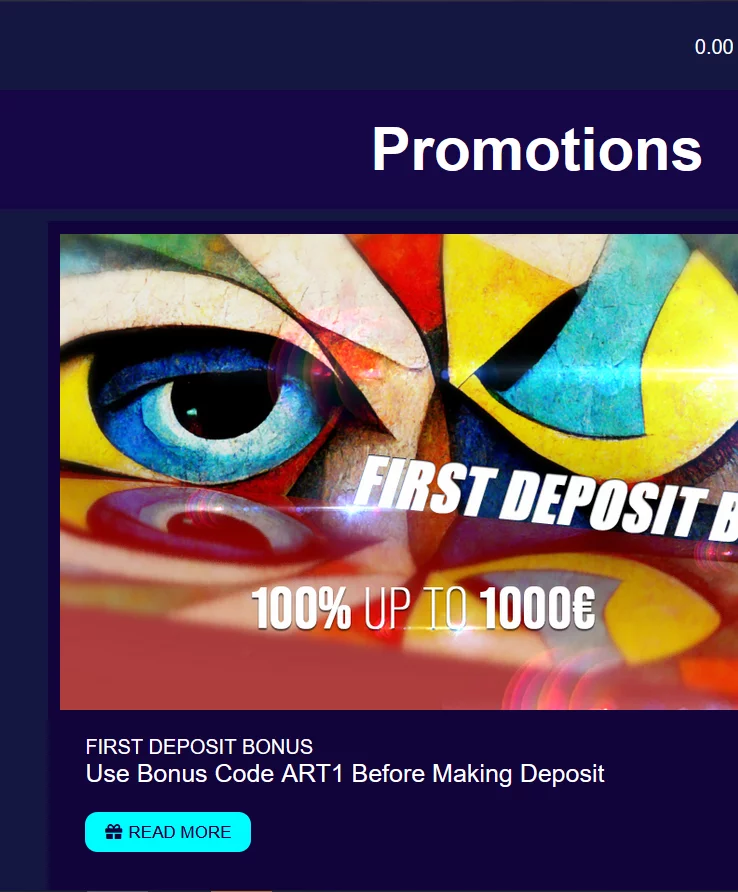 0.00
Promotions
FIRST DEPOSIT B
100% UP TO 1000€
FIRST DEPOSIT BONUS
Use Bonus Code ART1 Before Making Deposit
READ MORE